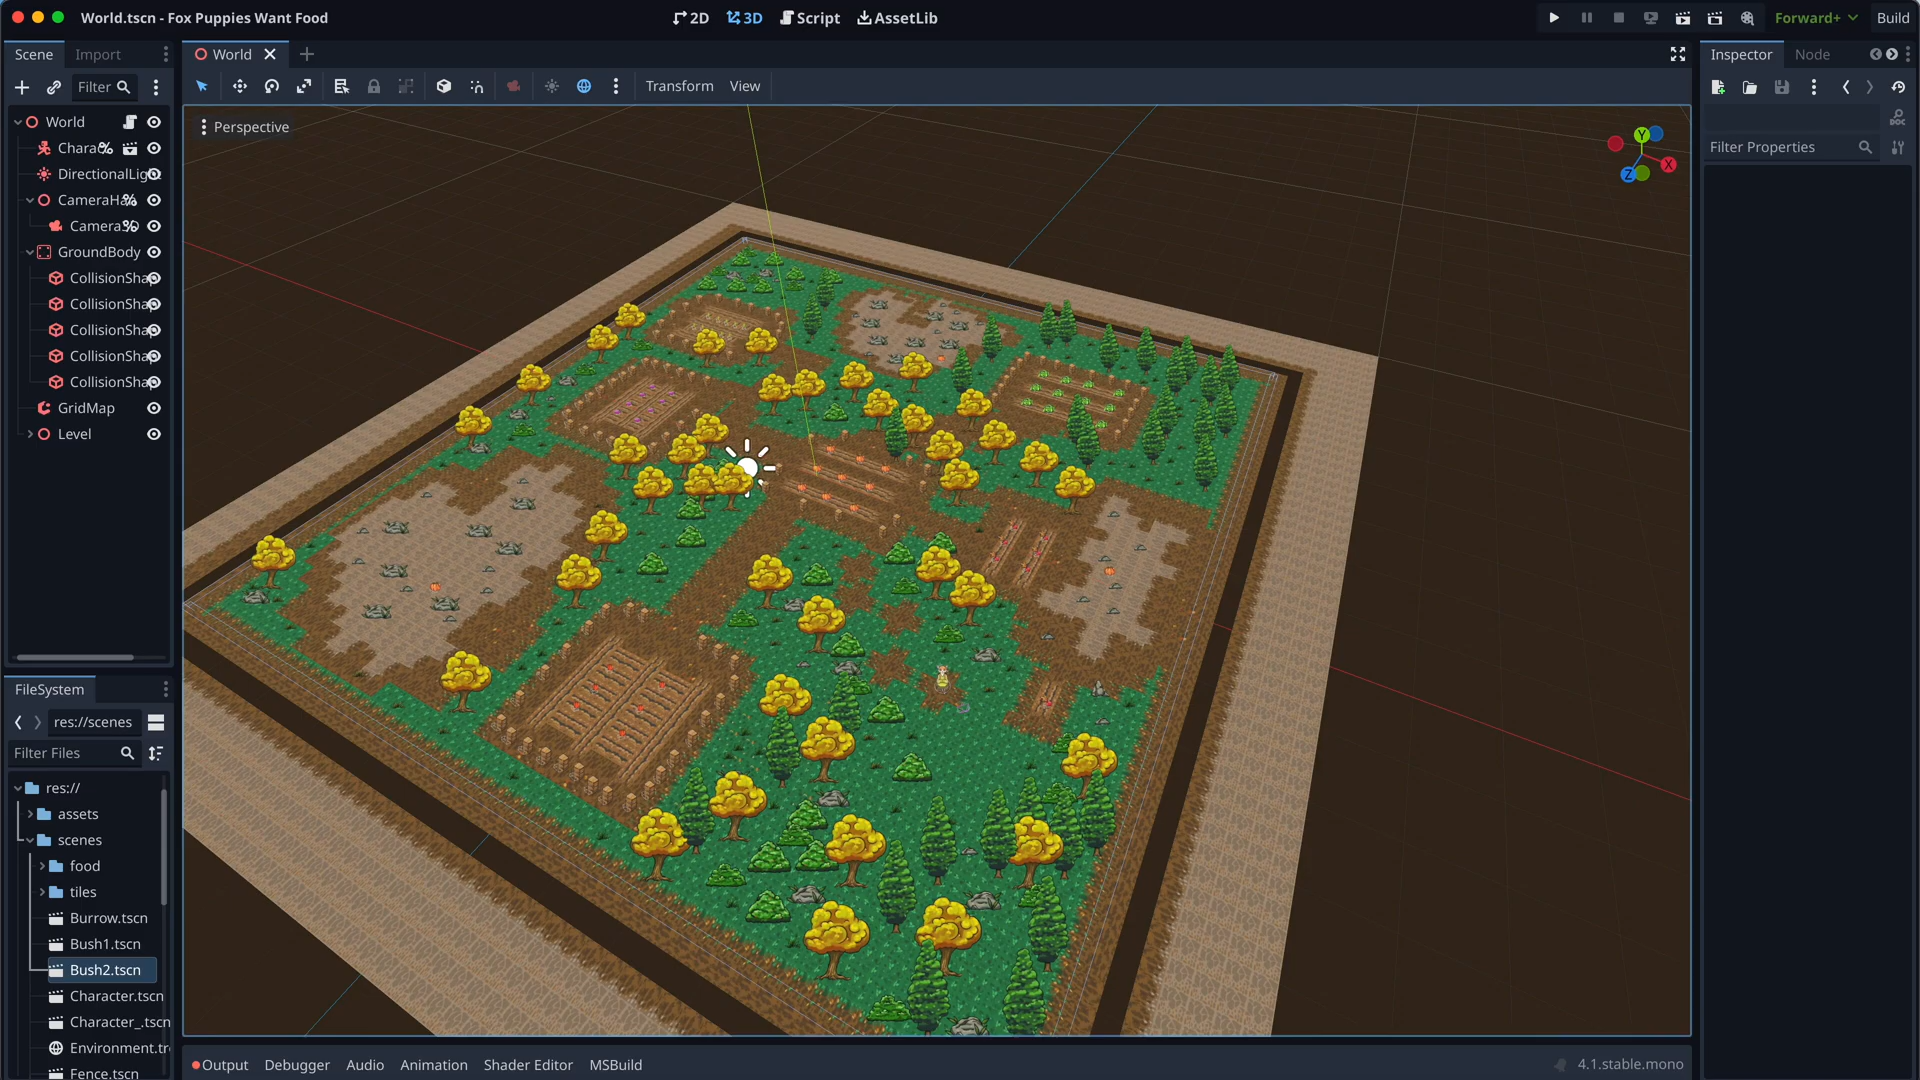 World.tscn - Fox Puppies Want Food
2D
3D
Script
AssetLib
Forward+
Build
Scene
Import
Filter
World
Chara
DirectionalLig
CameraH
Camera
GroundBody
CollisionSha
CollisionSha
CollisionSha
CollisionSha
CollisionSha
GridMap
Level
World
Transform
View
Perspective
Y
X
Z
Inspector
Node
DOC
Filter Properties
FileSystem
res://scenes
Filter Files
res://
assets
scenes
food
tiles
Burrow.tscn
Bush1.tscn
Bush2.tscn
Character.tscn
Character_.tscn
Environment.tr
Fence.tscn
Output
Debugger
Audio
Animation
Shader Editor
MSBuild
4.1.stable.mono